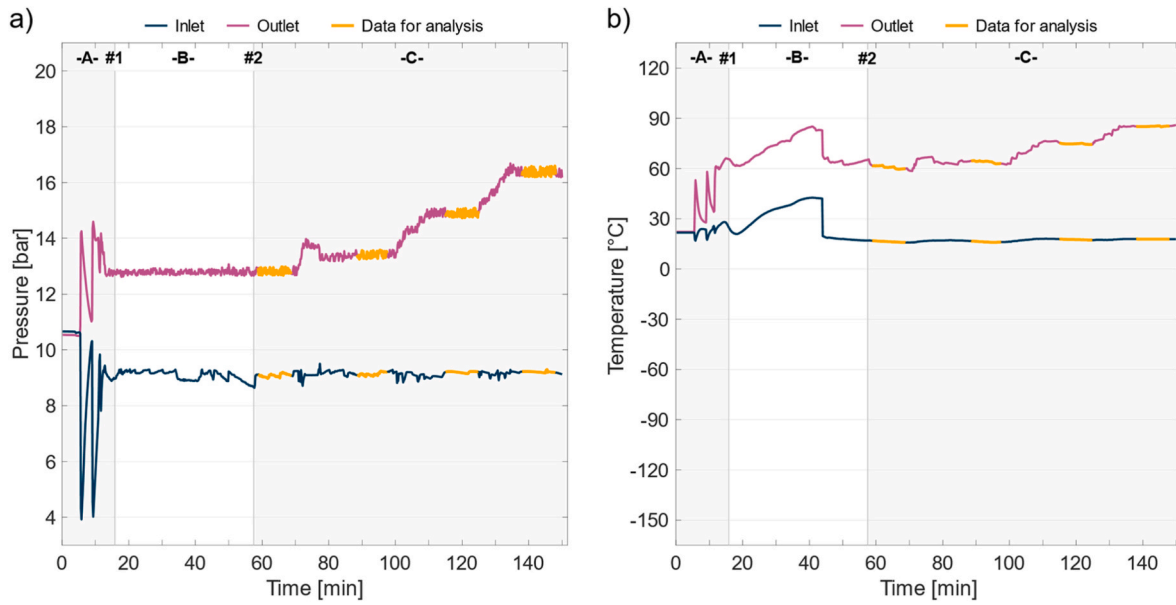 a)
Inlet Outlet Data for analysis
-A- #1 -B- #2 -C-
20
18
16
14
12
10
8
6
4
Pressure [bar]
0 20 40 60 80 100 120 140
Time [min]
b)
Inlet Outlet Data for analysis
-A- #1 -B- #2 -C-
120
90
60
30
0
-30
-60
-90
-120
-150
Temperature [°C]
0 20 40 60 80 100 120 140
Time [min]